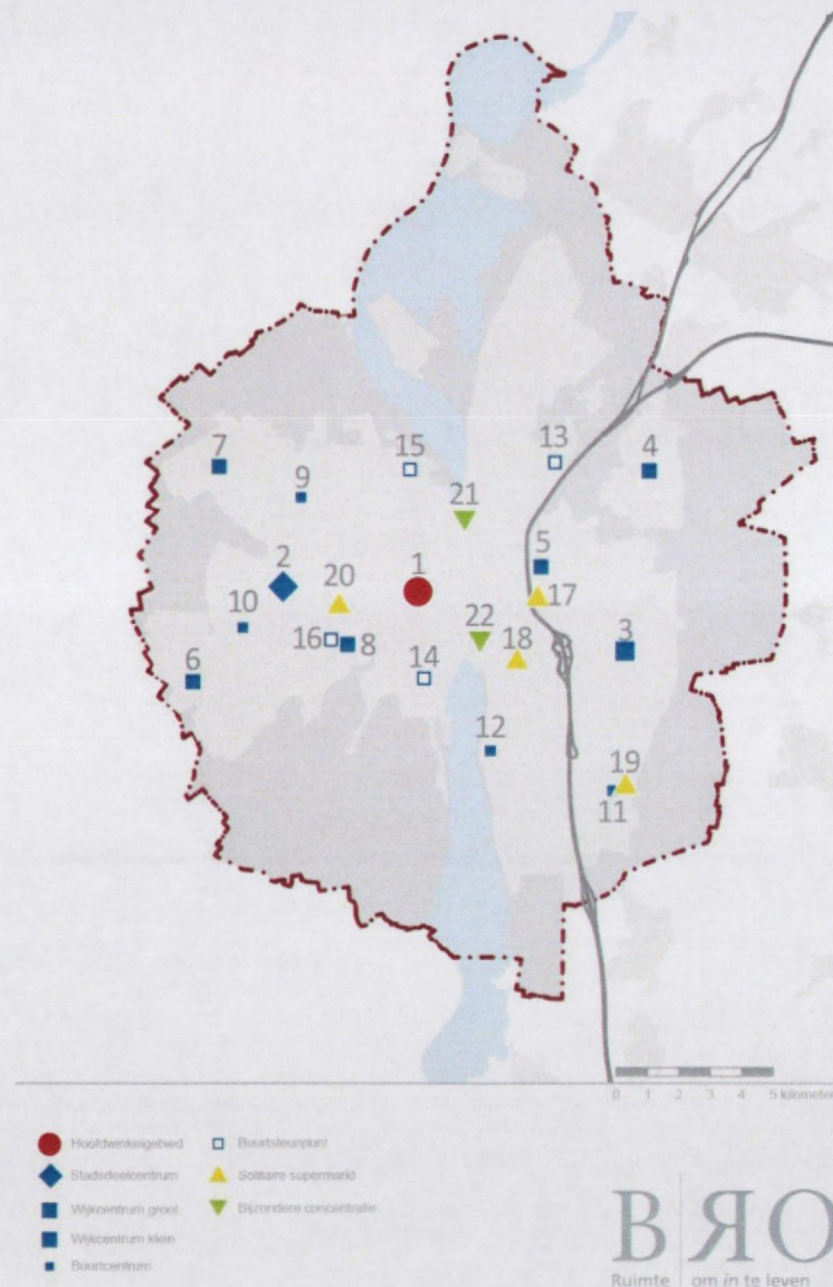 7
9
15
13
4
21
2
20
1
5
17
10
16
8
22
18
3
6
14
12
19
11
0 1 2 3 4 5 kilometer
Hoofdwinkelgebied
Stadsdeelcentrum
Wijkcentrum groot
Wijkcentrum klein
Buurtcentrum
Buurtsteunpunt
Solitaire supermarkt
Bijzondere concentratie
BRO
Ruimte om in te leven